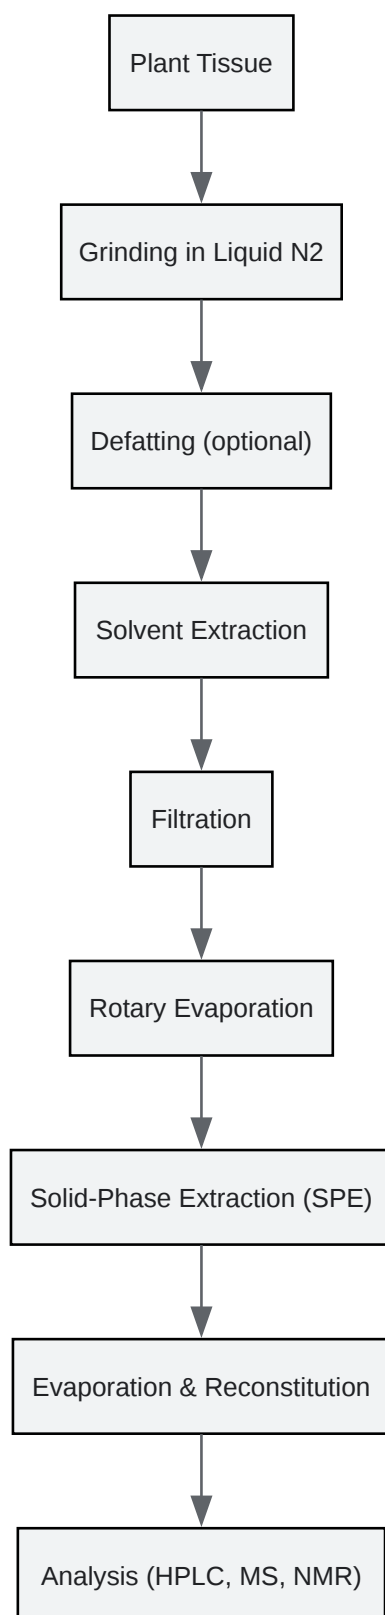 Plant Tissue
Grinding in Liquid N2
Defatting (optional)
Solvent Extraction
Filtration
Rotary Evaporation
Solid-Phase Extraction (SPE)
Evaporation & Reconstitution
Analysis (HPLC, MS, NMR)